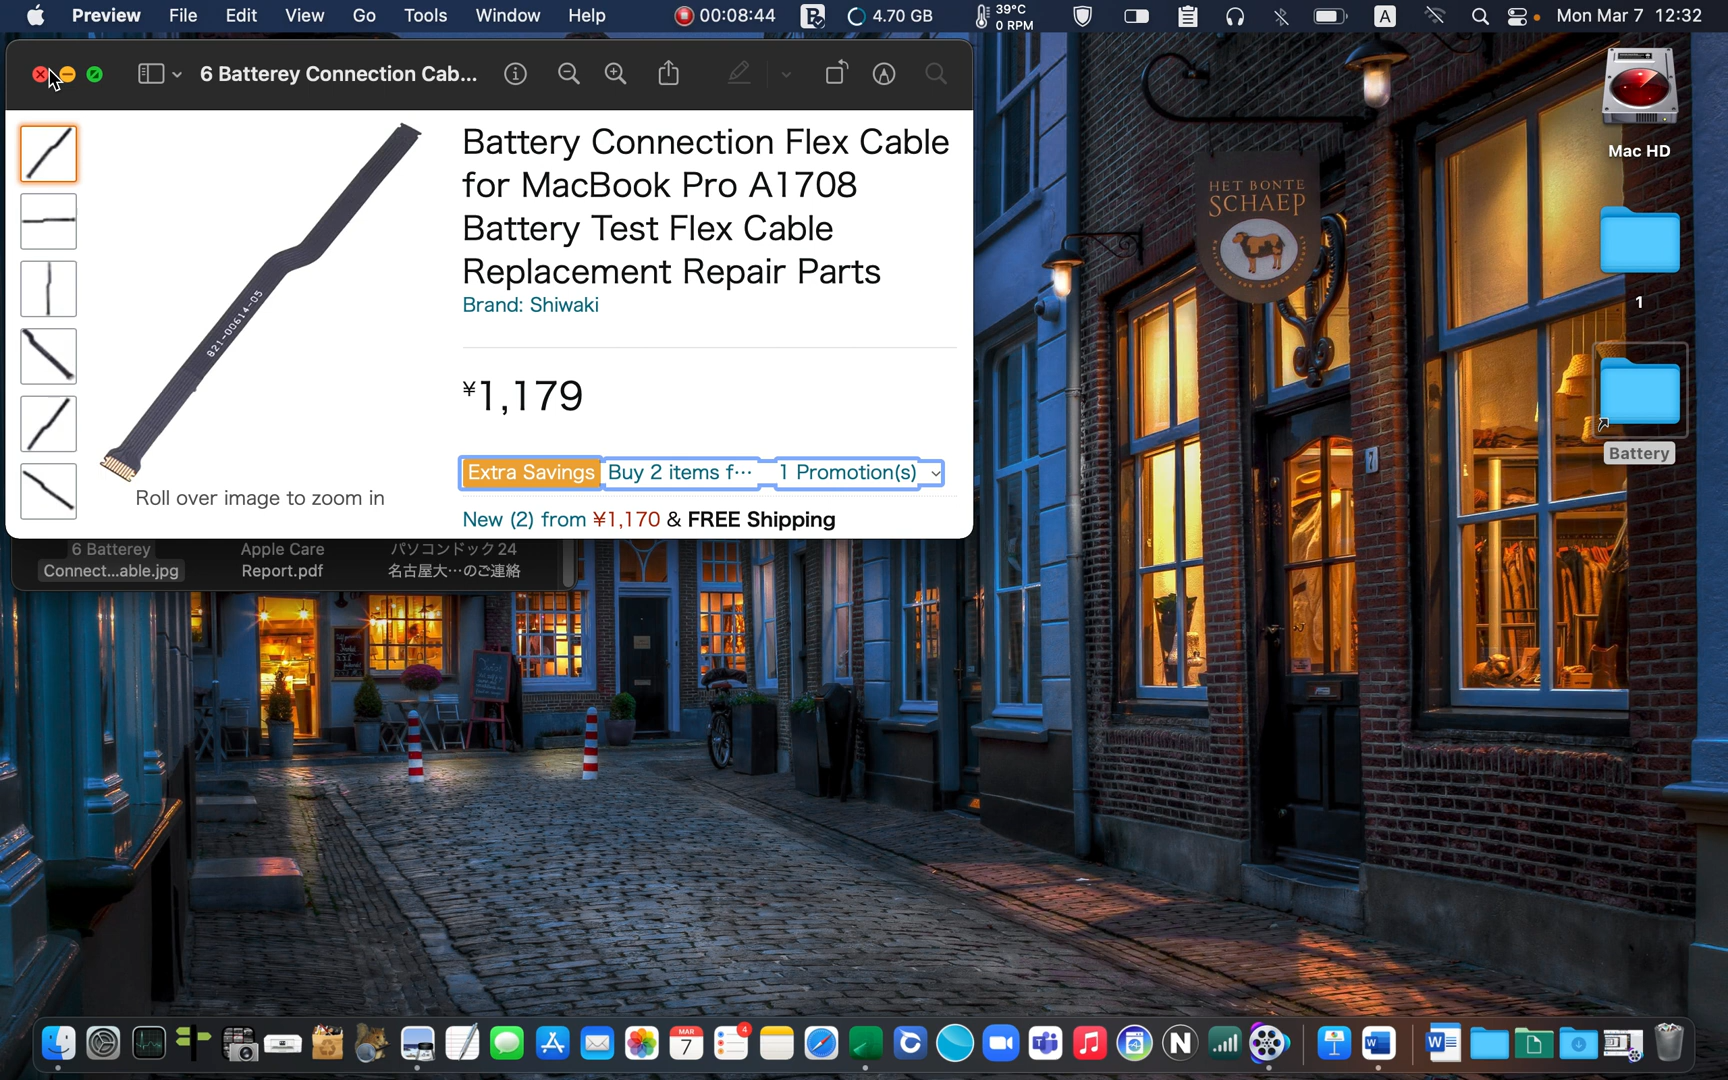 Preview File Edit View Go Tools Window Help 00:08:44 4.70 GB 39°C 0 RPM A Mon Mar 7 12:32
6 Batterey Connection Cab...
Battery Connection Flex Cable
for MacBook Pro A1708
Battery Test Flex Cable
Replacement Repair Parts
Brand: Shiwaki
821-00614-05
¥1,179
Extra Savings Buy 2 items f… 1 Promotion(s)
Roll over image to zoom in
New (2) from ¥1,170 & FREE Shipping
6 Batterey
Connect...able.jpg
Apple Care
Report.pdf
パソコンドック24
名古屋大…のご連絡
Mac HD
1
Battery
HET BONTE
SCHAEP
7
MAR
7
4